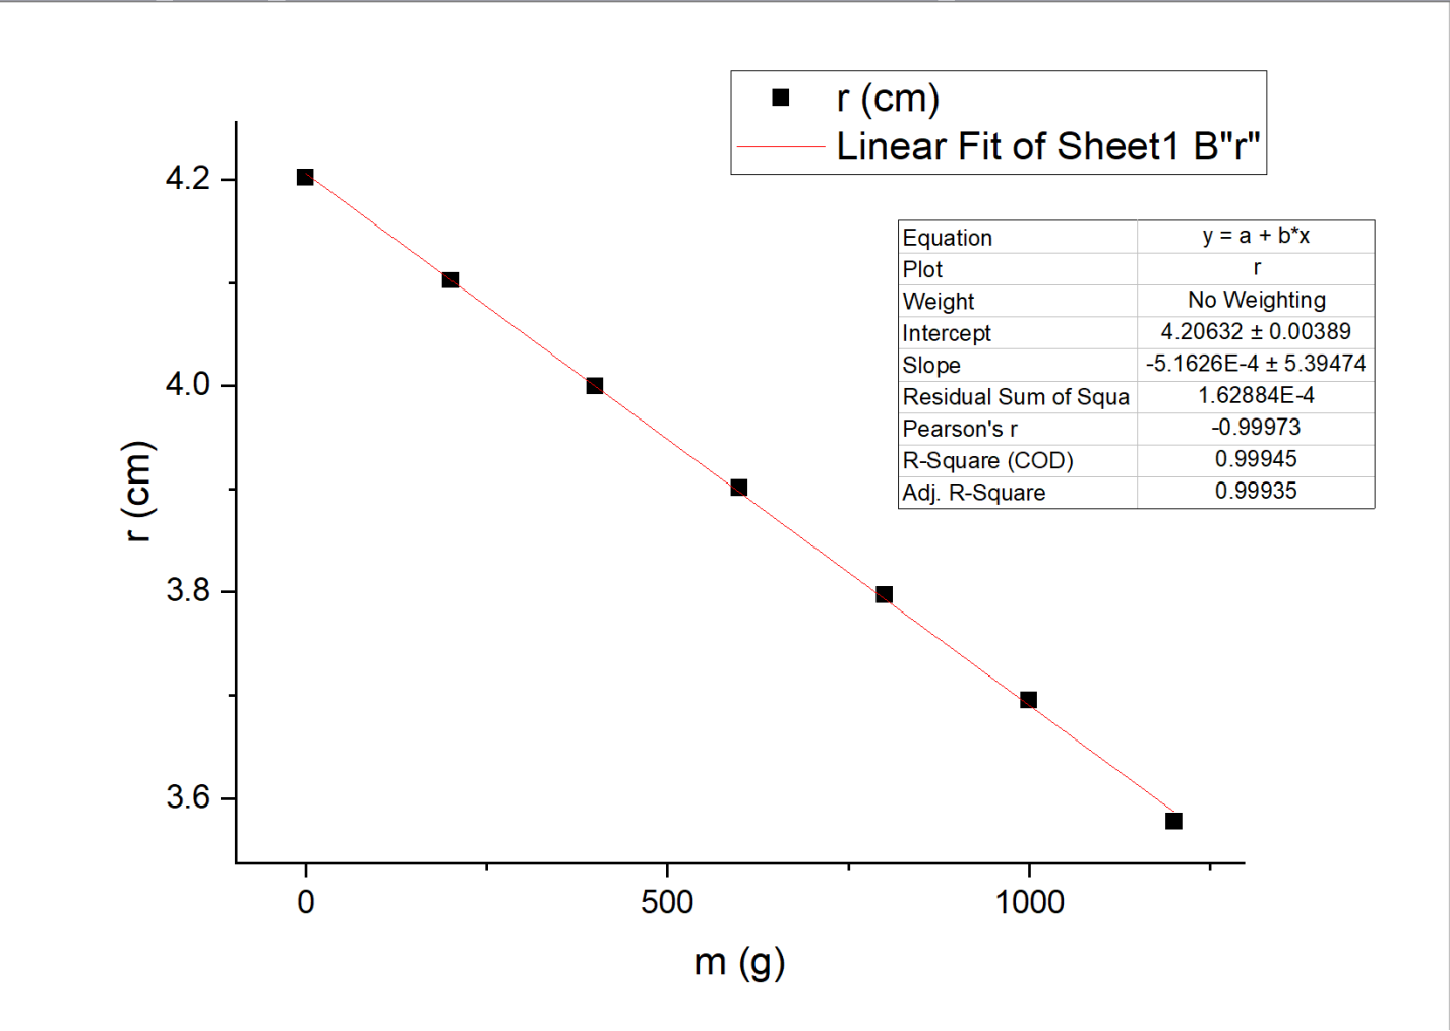 r (cm)
Linear Fit of Sheet1 B"r"
Equation y = a + b*x
Plot r
Weight No Weighting
Intercept 4.20632 ± 0.00389
Slope -5.1626E-4 ± 5.39474
Residual Sum of Squa 1.62884E-4
Pearson's r -0.99973
R-Square (COD) 0.99945
Adj. R-Square 0.99935
4.2
4.0
3.8
3.6
r (cm)
0 500 1000
m (g)